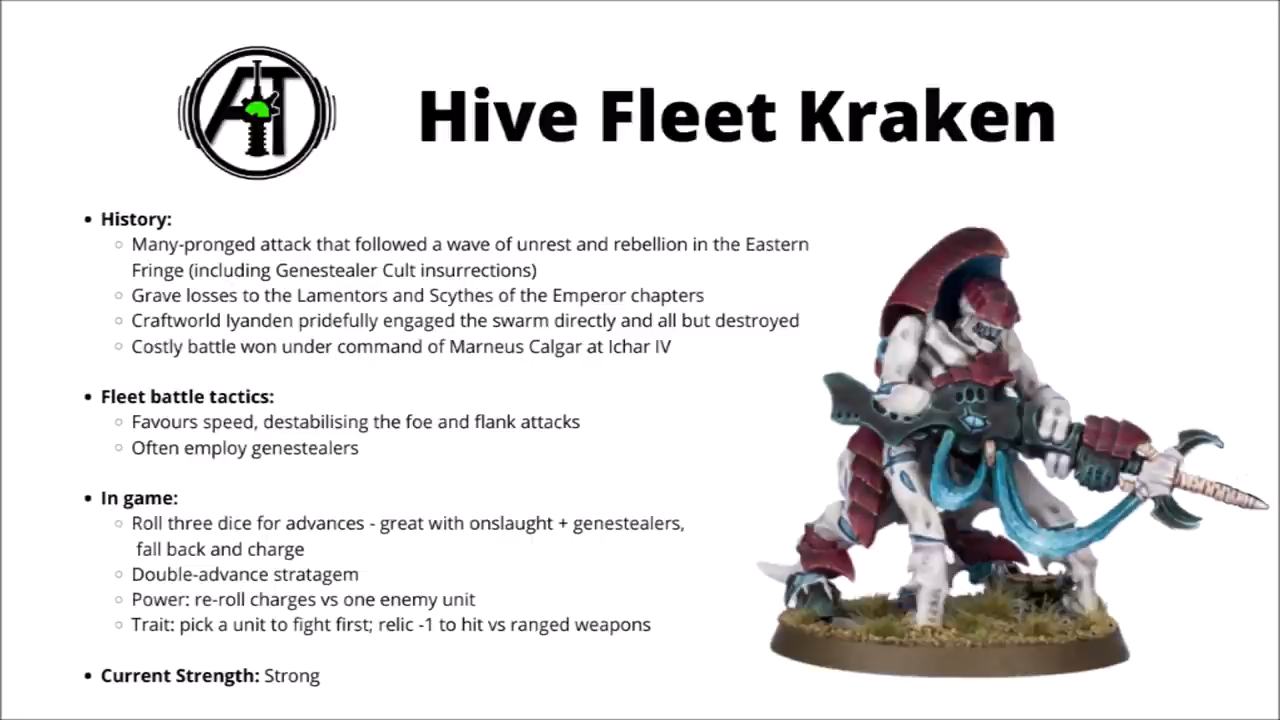 AT
Hive Fleet Kraken
• History:
◦ Many-pronged attack that followed a wave of unrest and rebellion in the Eastern
Fringe (including Genestealer Cult insurrections)
◦ Grave losses to the Lamentors and Scythes of the Emperor chapters
◦ Craftworld Iyanden pridefully engaged the swarm directly and all but destroyed
◦ Costly battle won under command of Marneus Calgar at Ichar IV
• Fleet battle tactics:
◦ Favours speed, destabilising the foe and flank attacks
◦ Often employ genestealers
• In game:
◦ Roll three dice for advances - great with onslaught + genestealers,
fall back and charge
◦ Double-advance stratagem
◦ Power: re-roll charges vs one enemy unit
◦ Trait: pick a unit to fight first; relic -1 to hit vs ranged weapons
• Current Strength: Strong